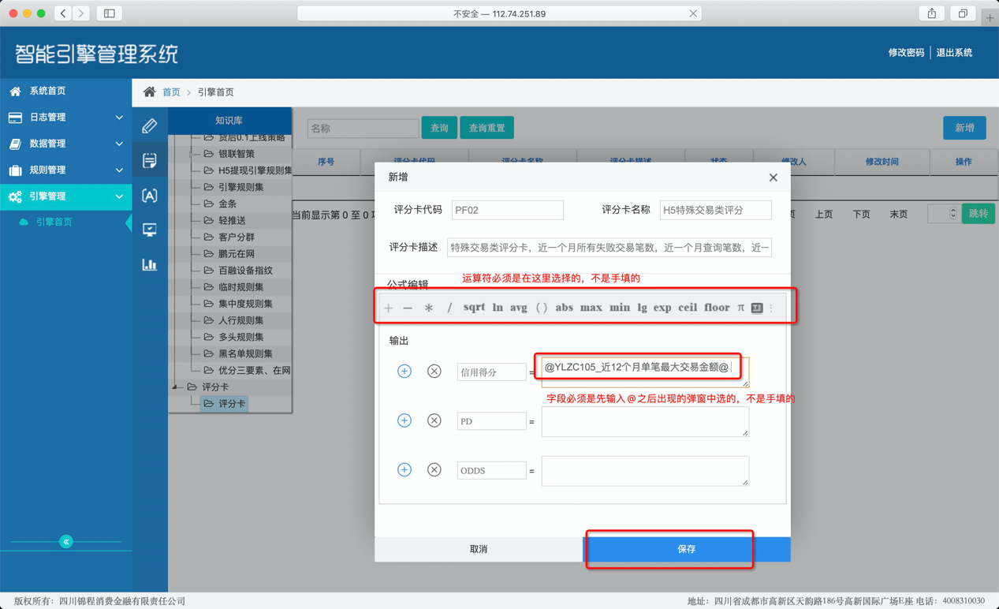 不安全 — 112.74.251.89
智能引擎管理系统
修改密码
退出系统
系统首页
日志管理
数据管理
规则管理
引擎管理
引擎首页
首页
引擎首页
知识库
贷后0.1上线策略
银联智策
H5提现引擎规则集
引擎规则集
金条
轻推送
客户分群
鹏元在网
百融设备指纹
临时规则集
集中度规则集
人行规则集
多头规则集
黑名单规则集
优分三要素、在网
评分卡
评分卡
名称
查询
查询重置
新增
序号
评分卡代码
评分卡名称
评分卡描述
状态
修改人
修改时间
操作
当前显示第 0 至 0 项
页
上页
下页
末页
跳转
新增
评分卡代码
PF02
评分卡名称
H5特殊交易类评分
评分卡描述
特殊交易类评分卡，近一个月所有失败交易笔数，近一个月查询笔数，近一
公式编辑
运算符必须是在这里选择的，不是手填的
+ － * / sqrt ln avg ( ) abs max min lg exp ceil floor π
输出
信用得分
=
@YLZC105_近12个月单笔最大交易金额@
字段必须是先输入@之后出现的弹窗中选的，不是手填的
PD
=
ODDS
=
取消
保存
版权所有：四川锦程消费金融有限责任公司
地址：四川省成都市高新区天韵路186号高新国际广场E座 电话：4008310030